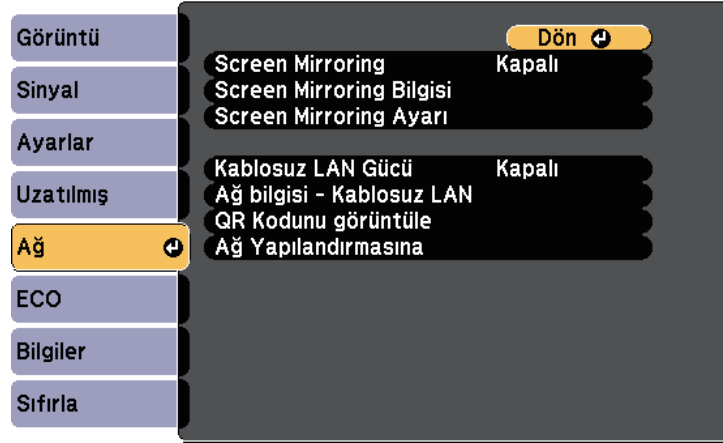 Görüntü
Sinyal
Ayarlar
Uzatılmış
Ağ
ECO
Bilgiler
Sıfırla
Dön
Screen Mirroring Kapalı
Screen Mirroring Bilgisi
Screen Mirroring Ayarı
Kablosuz LAN Gücü Kapalı
Ağ bilgisi - Kablosuz LAN
QR Kodunu görüntüle
Ağ Yapılandırmasına